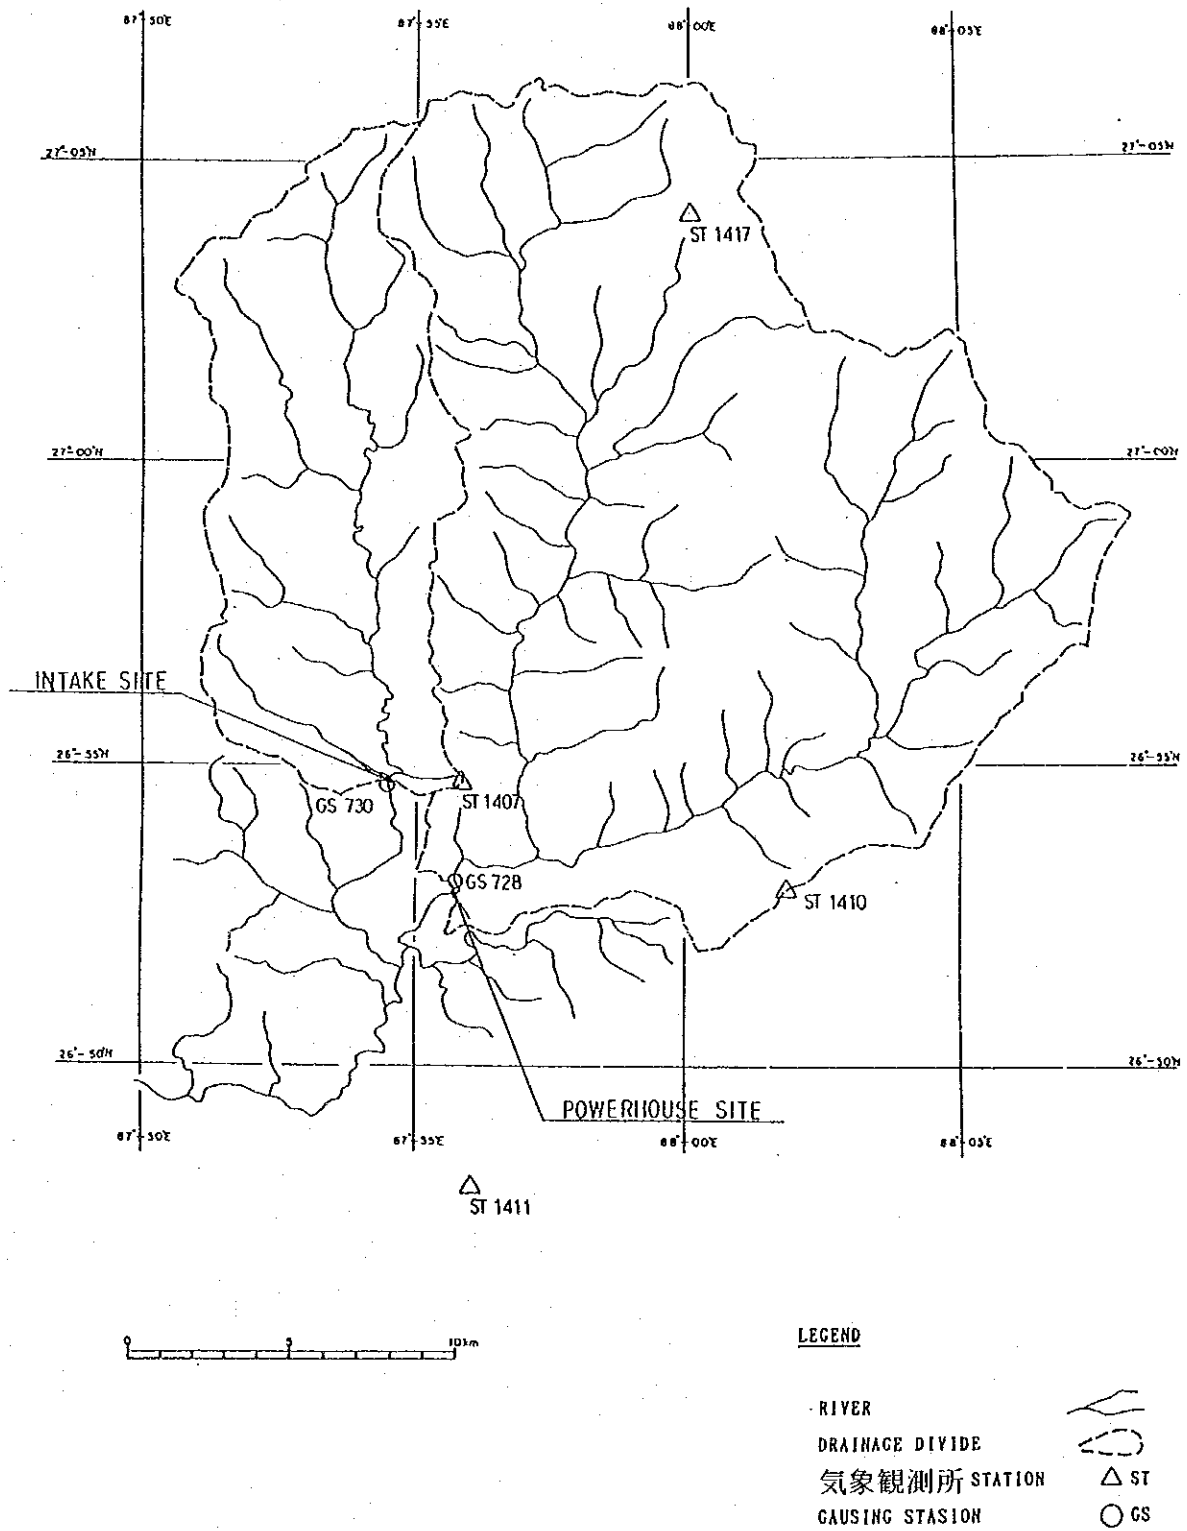 87°-50'E
87°-55'E
88°-00'E
88°-05'E
27°-05'N
27°-05'N
ST 1417
27°-00'N
27°-00'N
INTAKE SITE
26°-55'N
26°-55'N
GS 730
ST 1407
GS 728
ST 1410
26°-50'N
26°-50'N
POWERHOUSE SITE
87°-50'E
87°-55'E
88°-00'E
88°-05'E
ST 1411
0 5 10km
LEGEND
RIVER
DRAINAGE DIVIDE
気象観測所 STATION ST
GAUSING STASION GS